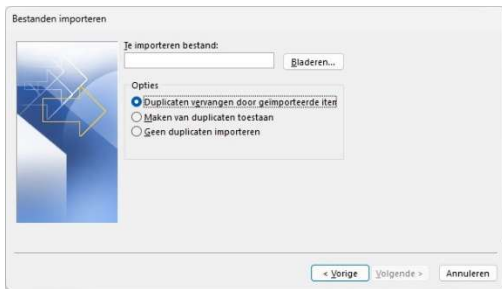 Bestanden importeren
Te importeren bestand:
Bladeren...
Opties
Duplicaten vervangen door geïmporteerde iten
Maken van duplicaten toestaan
Geen duplicaten importeren
< Vorige
Volgende >
Annuleren